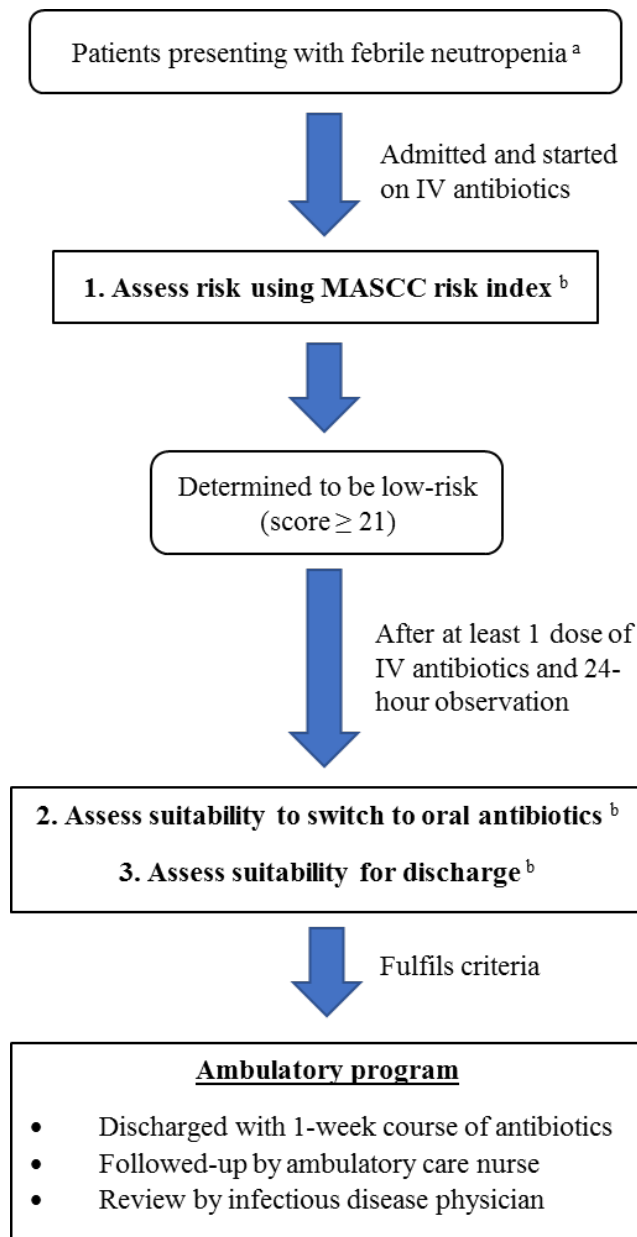 Patients presenting with febrile neutropenia ᵃ
Admitted and started
on IV antibiotics
1. Assess risk using MASCC risk index ᵇ
Determined to be low-risk
(score ≥ 21)
After at least 1 dose of
IV antibiotics and 24-
hour observation
2. Assess suitability to switch to oral antibiotics ᵇ
3. Assess suitability for discharge ᵇ
Fulfils criteria
Ambulatory program
• Discharged with 1-week course of antibiotics
• Followed-up by ambulatory care nurse
• Review by infectious disease physician